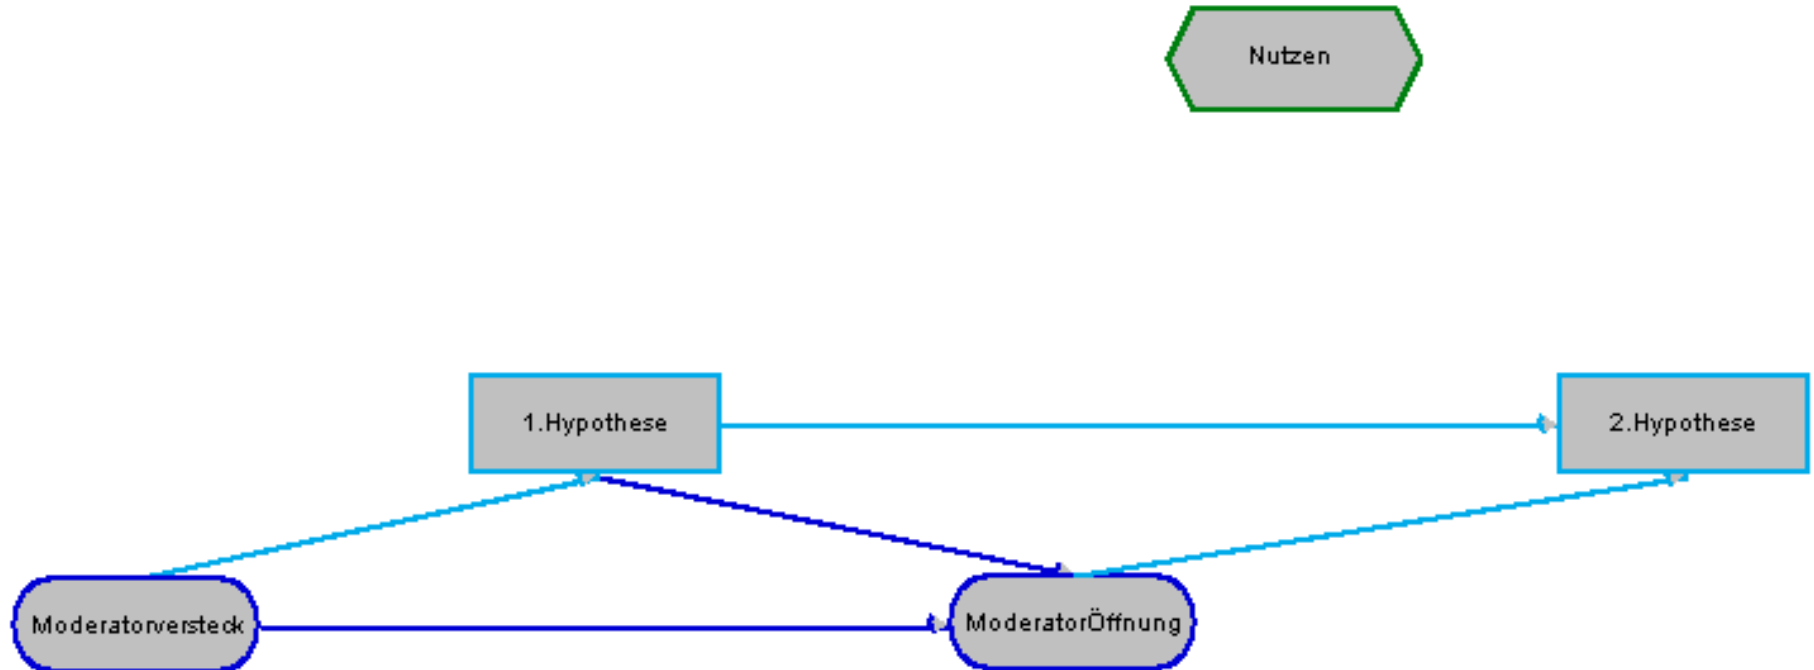 Nutzen
1.Hypothese
2.Hypothese
Moderatorversteck
ModeratorÖffnung